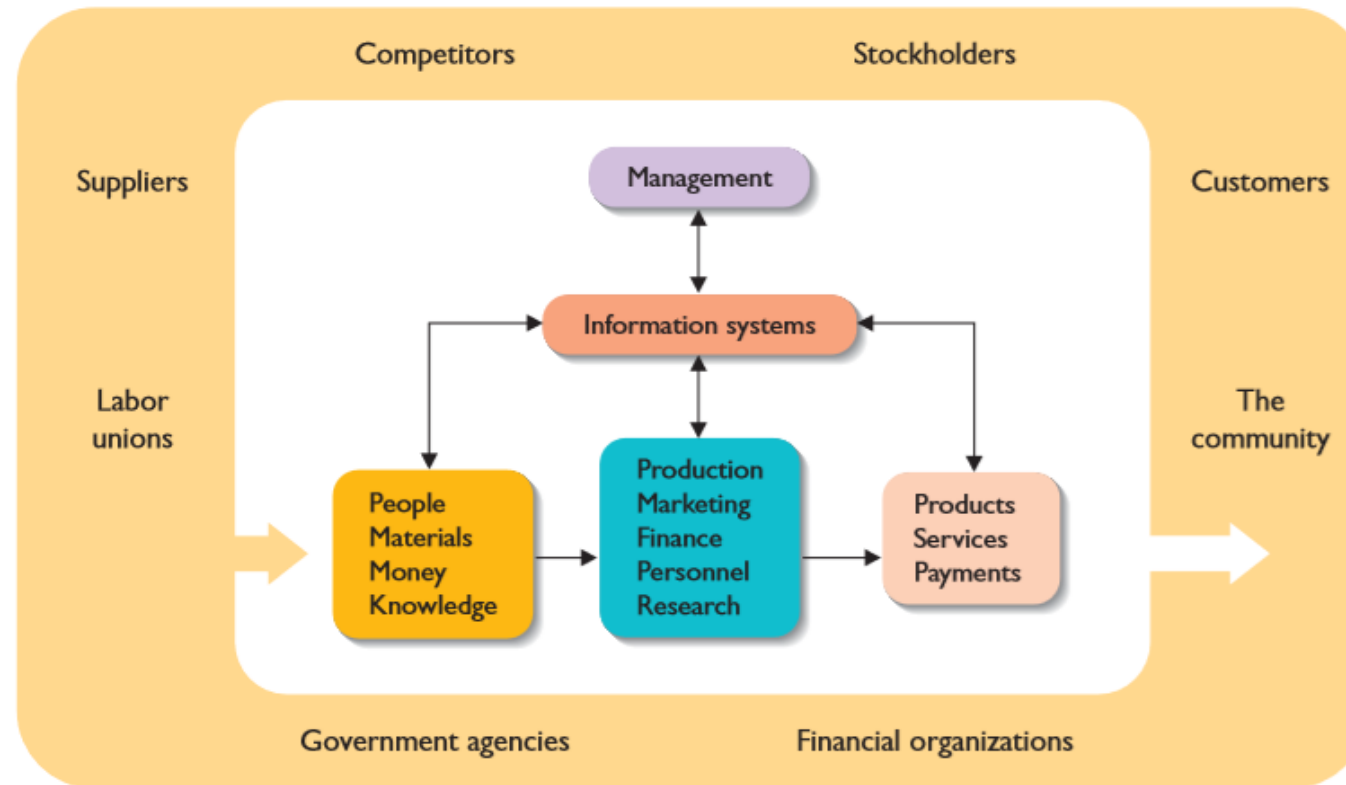 Competitors
Stockholders
Suppliers
Management
Customers
Information systems
Labor
unions
The
community
People
Materials
Money
Knowledge
Production
Marketing
Finance
Personnel
Research
Products
Services
Payments
Government agencies
Financial organizations